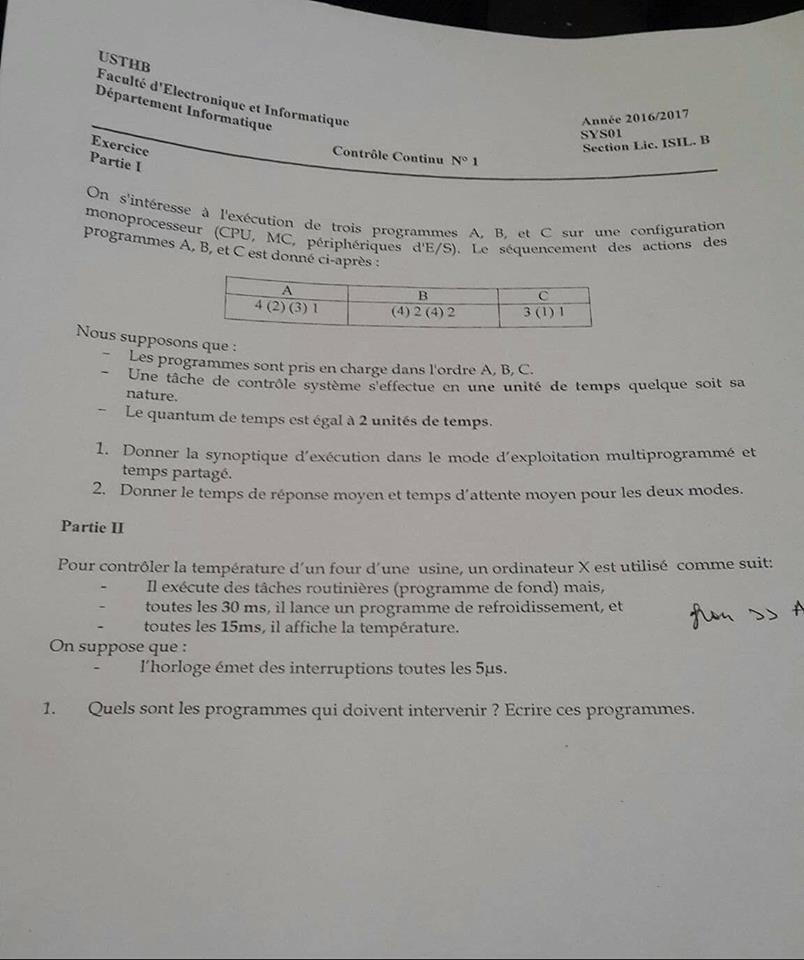 USTHB
Faculté d'Electronique et Informatique
Département Informatique
Année 2016/2017
SYS01
Section Lic. ISIL. B
Contrôle Continu N° 1
Exercice
Partie I
On s'intéresse à l'exécution de trois programmes A, B, et C sur une configuration
monoprocesseur (CPU, MC, périphériques d'E/S). Le séquencement des actions des
programmes A, B, et C est donné ci-après :
A B C
4 (2) (3) 1 (4) 2 (4) 2 3 (1) 1
Nous supposons que :
- Les programmes sont pris en charge dans l'ordre A, B, C.
- Une tâche de contrôle système s'effectue en une unité de temps quelque soit sa
nature.
- Le quantum de temps est égal à 2 unités de temps.
1. Donner la synoptique d'exécution dans le mode d'exploitation multiprogrammé et
temps partagé.
2. Donner le temps de réponse moyen et temps d'attente moyen pour les deux modes.
Partie II
Pour contrôler la température d'un four d'une usine, un ordinateur X est utilisé comme suit:
- Il exécute des tâches routinières (programme de fond) mais,
- toutes les 30 ms, il lance un programme de refroidissement, et
- toutes les 15ms, il affiche la température.
>> A
On suppose que :
- l'horloge émet des interruptions toutes les 5µs.
1. Quels sont les programmes qui doivent intervenir ? Ecrire ces programmes.